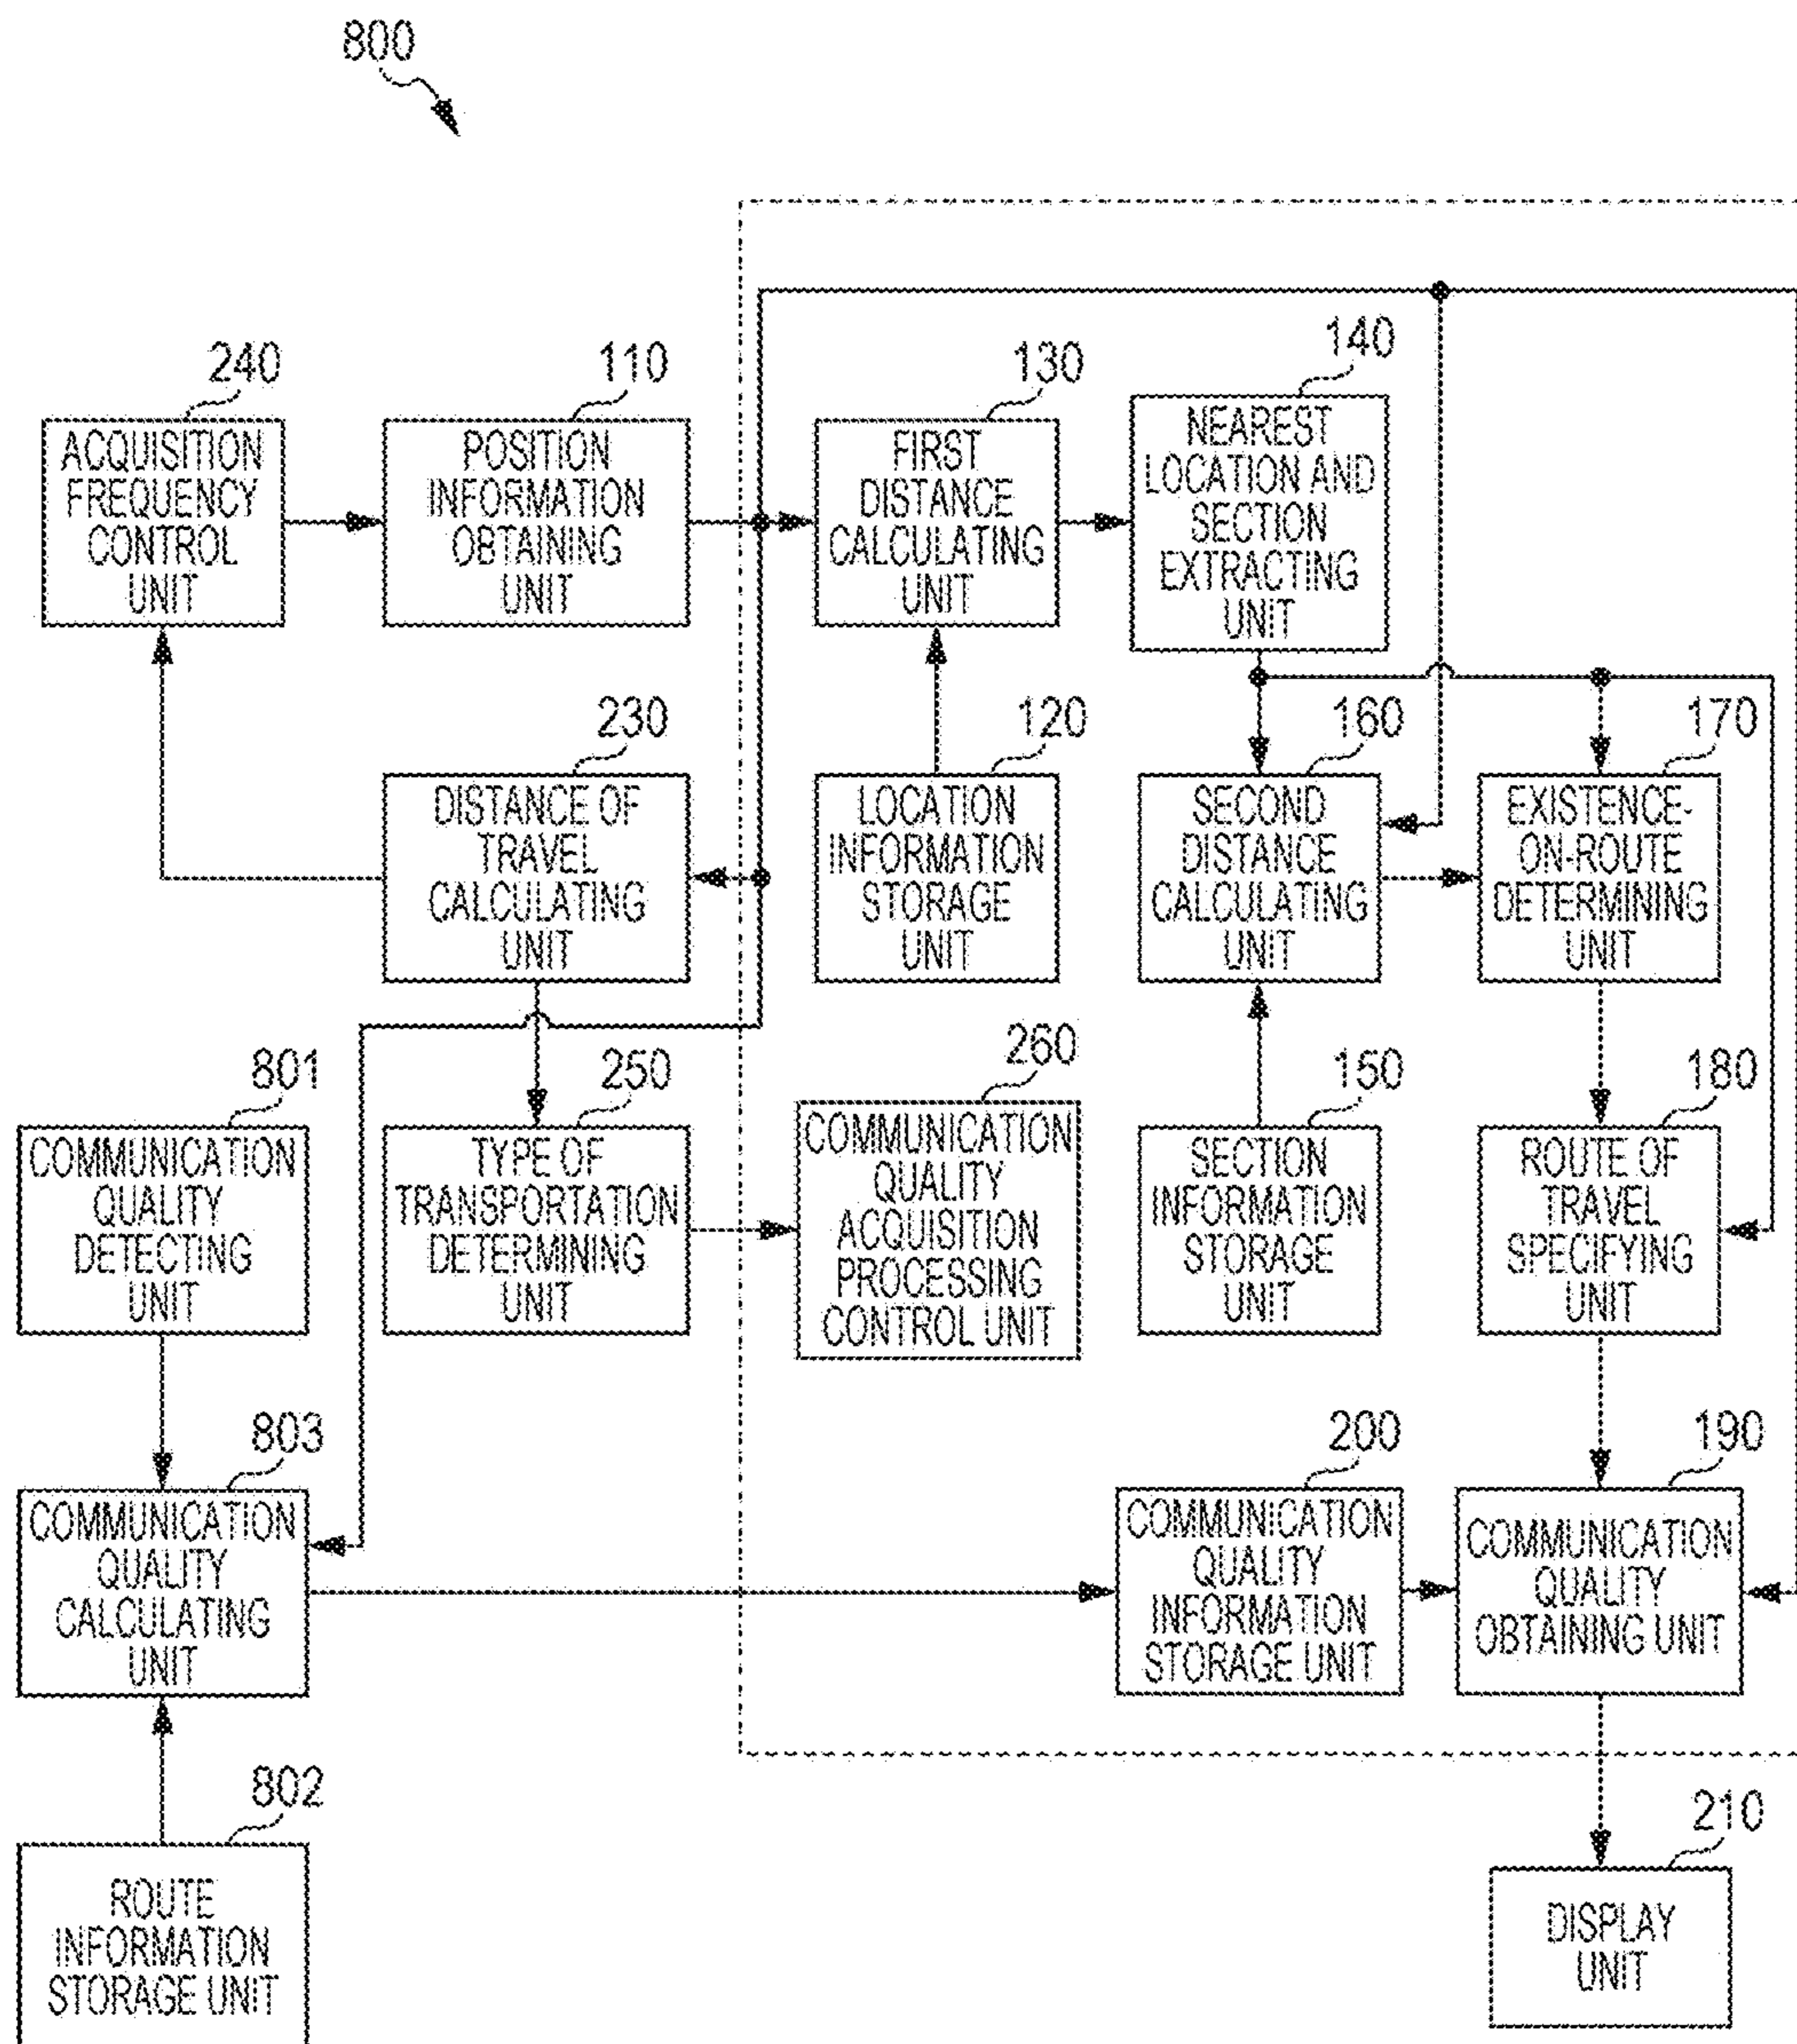 800
240
ACQUISITION
FREQUENCY
CONTROL
UNIT
110
POSITION
INFORMATION
OBTAINING
UNIT
130
FIRST
DISTANCE
CALCULATING
UNIT
140
NEAREST
LOCATION AND
SECTION
EXTRACTING
UNIT
230
DISTANCE OF
TRAVEL
CALCULATING
UNIT
120
LOCATION
INFORMATION
STORAGE
UNIT
160
SECOND
DISTANCE
CALCULATING
UNIT
170
EXISTENCE-
ON-ROUTE
DETERMINING
UNIT
801
COMMUNICATION
QUALITY
DETECTING
UNIT
250
TYPE OF
TRANSPORTATION
DETERMINING
UNIT
260
COMMUNICATION
QUALITY
ACQUISITION
PROCESSING
CONTROL UNIT
150
SECTION
INFORMATION
STORAGE
UNIT
180
ROUTE OF
TRAVEL
SPECIFYING
UNIT
803
COMMUNICATION
QUALITY
CALCULATING
UNIT
200
COMMUNICATION
QUALITY
INFORMATION
STORAGE UNIT
190
COMMUNICATION
QUALITY
OBTAINING UNIT
802
ROUTE
INFORMATION
STORAGE UNIT
210
DISPLAY
UNIT